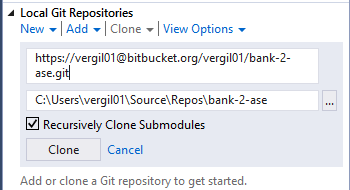 Local Git Repositories
New Add Clone View Options
https://vergil01@bitbucket.org/vergil01/bank-2-
ase.git
C:\Users\vergil01\Source\Repos\bank-2-ase ...
Recursively Clone Submodules
Clone Cancel
Add or clone a Git repository to get started.